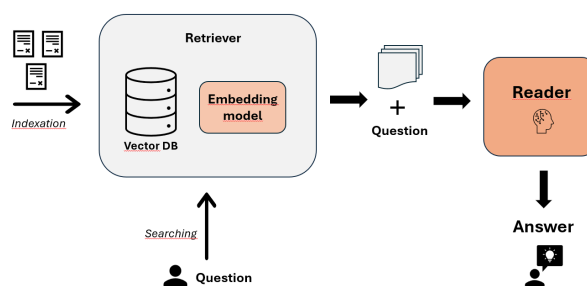 Retriever
Indexation
Vector DB
Embedding
model
+
Question
Reader
Searching
Question
Answer